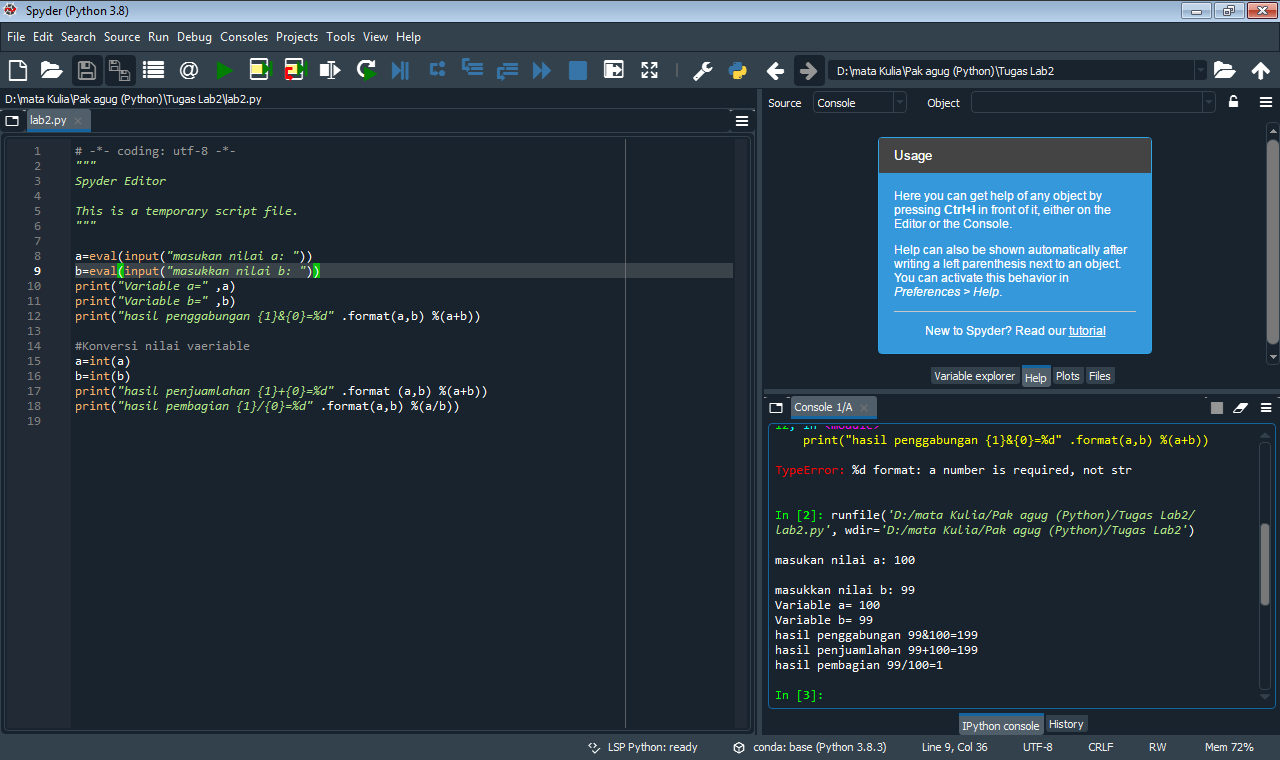 Spyder (Python 3.8)
File Edit Search Source Run Debug Consoles Projects Tools View Help
D:\mata Kulia\Pak agug (Python)\Tugas Lab2
D:\mata Kulia\Pak agug (Python)\Tugas Lab2\lab2.py
lab2.py
1 # -*- coding: utf-8 -*-
2 """
3 Spyder Editor
4
5 This is a temporary script file.
6 """
7
8 a=eval(input("masukan nilai a: "))
9 b=eval(input("masukkan nilai b: "))
10 print("Variable a=" ,a)
11 print("Variable b=" ,b)
12 print("hasil penggabungan {1}&{0}=%d" .format(a,b) %(a+b))
13
14 #Konversi nilai vaeriable
15 a=int(a)
16 b=int(b)
17 print("hasil penjuamlahan {1}+{0}=%d" .format (a,b) %(a+b))
18 print("hasil pembagian {1}/{0}=%d" .format(a,b) %(a/b))
19
Source Console Object
Usage
Here you can get help of any object by
pressing Ctrl+I in front of it, either on the
Editor or the Console.
Help can also be shown automatically after
writing a left parenthesis next to an object.
You can activate this behavior in
Preferences > Help.
New to Spyder? Read our tutorial
Variable explorer Help Plots Files
Console 1/A
12, in <module>
print("hasil penggabungan {1}&{0}=%d" .format(a,b) %(a+b))
TypeError: %d format: a number is required, not str
In [2]: runfile('D:/mata Kulia/Pak agug (Python)/Tugas Lab2/
lab2.py', wdir='D:/mata Kulia/Pak agug (Python)/Tugas Lab2')
masukan nilai a: 100
masukkan nilai b: 99
Variable a= 100
Variable b= 99
hasil penggabungan 99&100=199
hasil penjuamlahan 99+100=199
hasil pembagian 99/100=1
In [3]:
IPython console History
LSP Python: ready conda: base (Python 3.8.3) Line 9, Col 36 UTF-8 CRLF RW Mem 72%